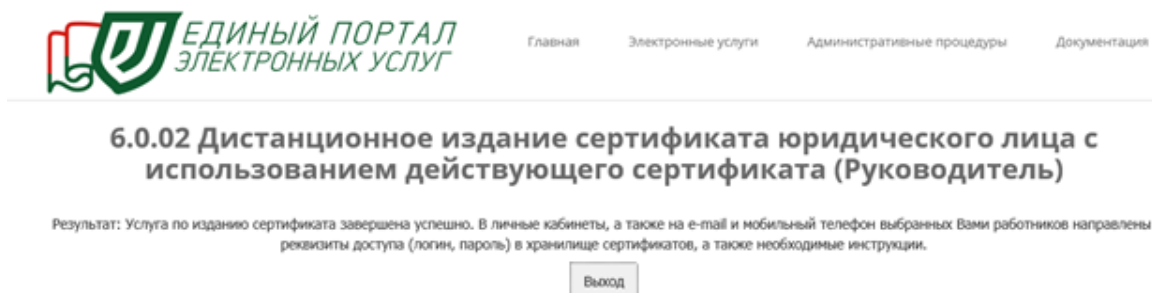 ЕДИНЫЙ ПОРТАЛ
ЭЛЕКТРОННЫХ УСЛУГ
Главная Электронные услуги Административные процедуры Документация
6.0.02 Дистанционное издание сертификата юридического лица с
использованием действующего сертификата (Руководитель)
Результат: Услуга по изданию сертификата завершена успешно. В личные кабинеты, а также на e-mail и мобильный телефон выбранных Вами работников направлены
реквизиты доступа (логин, пароль) в хранилище сертификатов, а также необходимые инструкции.
Выход